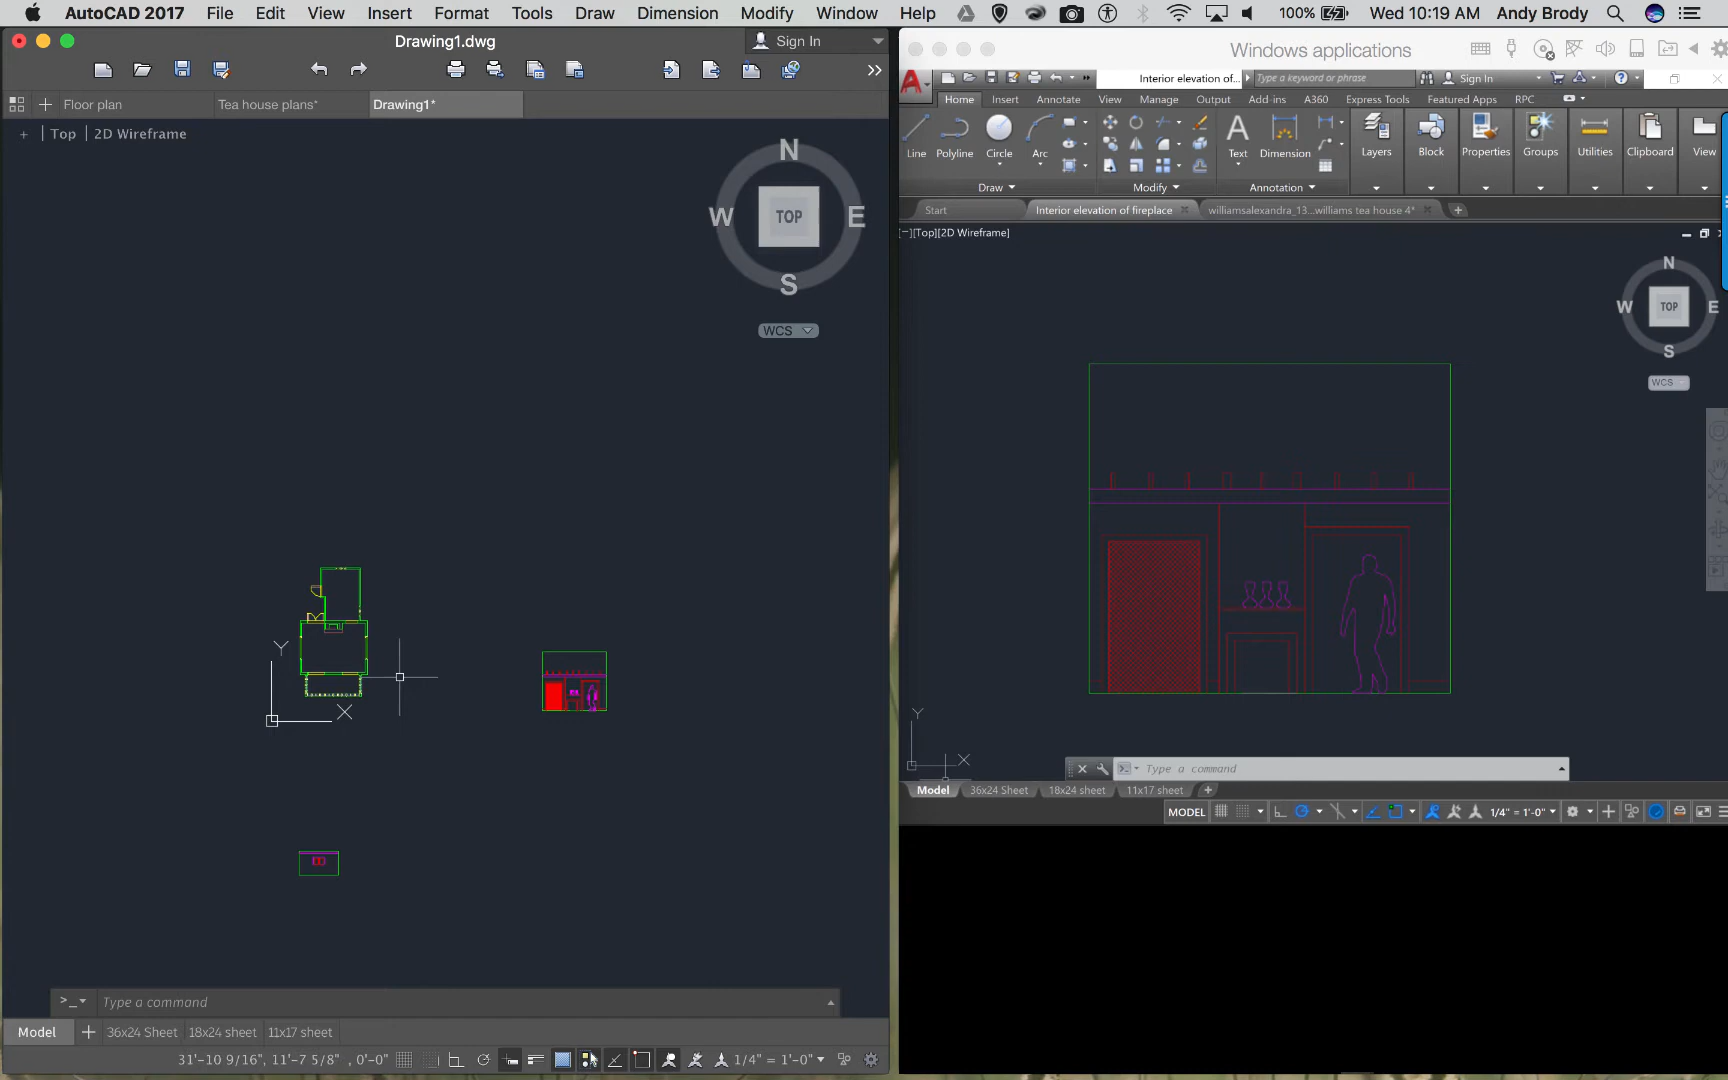 AutoCAD 2017 File Edit View Insert Format Tools Draw Dimension Modify Window Help 100% Wed 10:19 AM Andy Brody
Drawing1.dwg
Sign In
Floor plan
Tea house plans*
Drawing1*
+ | Top | 2D Wireframe
N
W
TOP
E
S
WCS
Y
X
>_ Type a command
Model
36x24 Sheet
18x24 sheet
11x17 sheet
31'-10 9/16", 11'-7 5/8" , 0'-0"
1/4" = 1'-0"
Windows applications
Interior elevation of...
Type a keyword or phrase
Sign In
Home Insert Annotate View Manage Output Add-ins A360 Express Tools Featured Apps RPC
Line Polyline Circle Arc
Text Dimension
Layers Block Properties Groups Utilities Clipboard View
Draw Modify Annotation
Start
Interior elevation of fireplace
williamsalexandra_13...williams tea house 4*
[−][Top][2D Wireframe]
N
W
TOP
E
S
WCS
Y
X
Type a command
Model 36x24 Sheet 18x24 sheet 11x17 sheet
MODEL
1/4" = 1'-0"